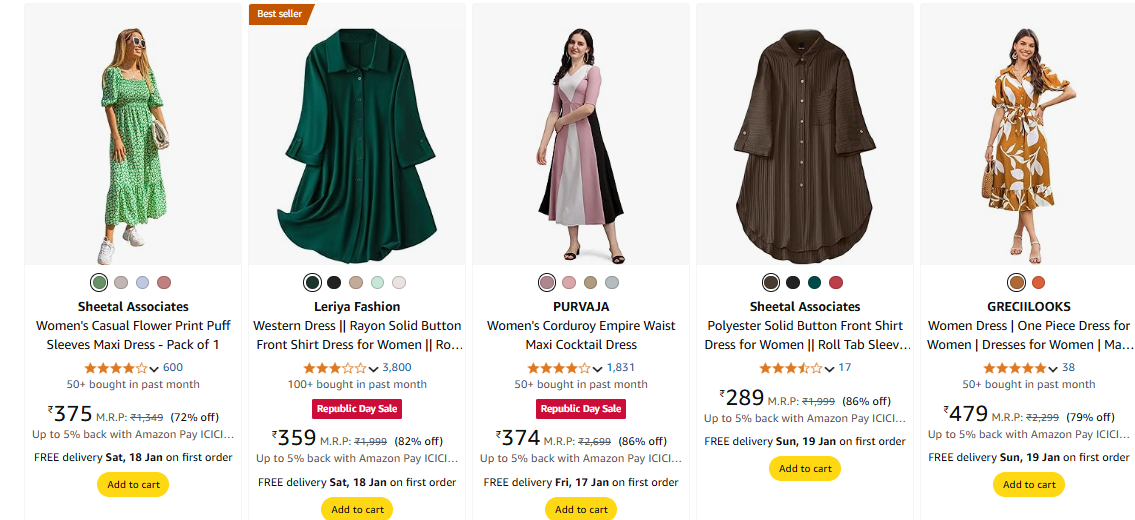 Best seller
Sheetal Associates
Women's Casual Flower Print Puff
Sleeves Maxi Dress - Pack of 1
600
50+ bought in past month
₹375 M.R.P: ₹1,349 (72% off)
Up to 5% back with Amazon Pay ICICI…
FREE delivery Sat, 18 Jan on first order
Add to cart
Leriya Fashion
Western Dress || Rayon Solid Button
Front Shirt Dress for Women || Ro…
3,800
100+ bought in past month
Republic Day Sale
₹359 M.R.P: ₹1,999 (82% off)
Up to 5% back with Amazon Pay ICICI…
FREE delivery Sat, 18 Jan on first order
Add to cart
PURVAJA
Women's Corduroy Empire Waist
Maxi Cocktail Dress
1,831
50+ bought in past month
Republic Day Sale
₹374 M.R.P: ₹2,699 (86% off)
Up to 5% back with Amazon Pay ICICI…
FREE delivery Fri, 17 Jan on first order
Add to cart
Sheetal Associates
Polyester Solid Button Front Shirt
Dress for Women || Roll Tab Sleev…
17
₹289 M.R.P: ₹1,999 (86% off)
Up to 5% back with Amazon Pay ICICI…
FREE delivery Sun, 19 Jan on first order
Add to cart
GRECIILOOKS
Women Dress | One Piece Dress for
Women | Dresses for Women | Ma…
38
50+ bought in past month
₹479 M.R.P: ₹2,299 (79% off)
Up to 5% back with Amazon Pay ICICI…
FREE delivery Sun, 19 Jan on first order
Add to cart